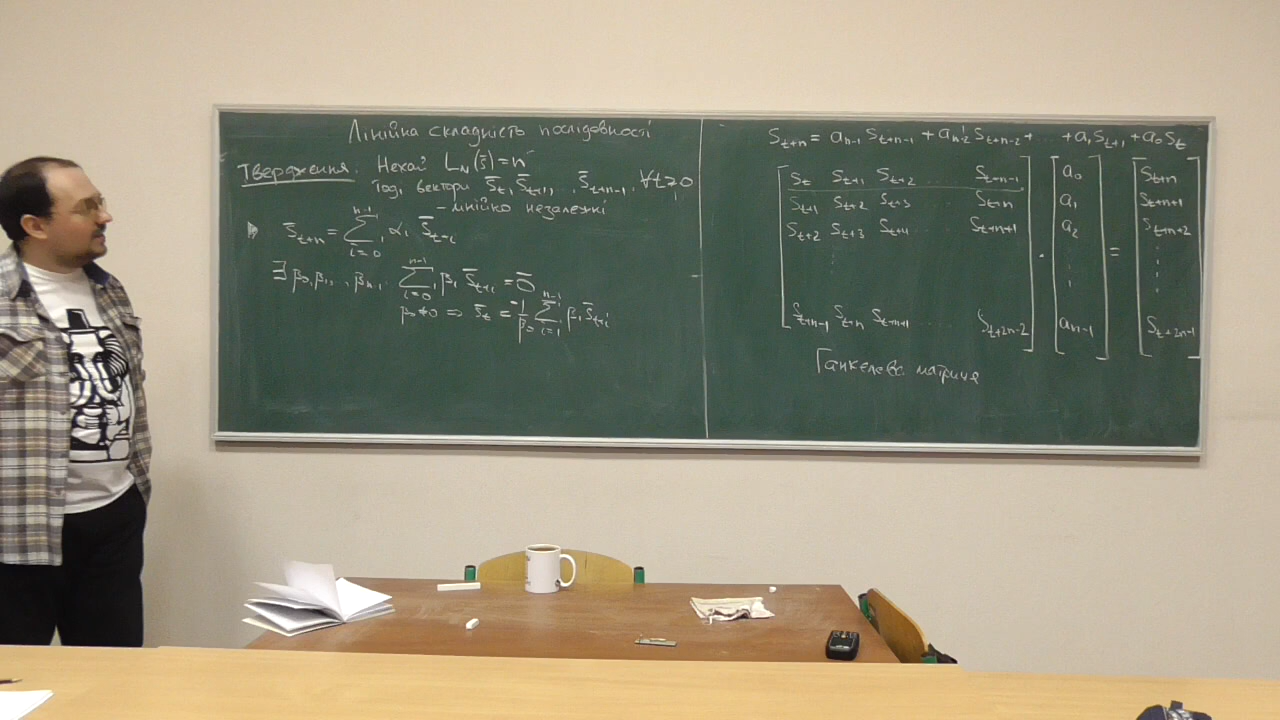 Лінійна складність послідовності
Твердження. Нехай L_N(s̄) = n
Тоді вектори s̄_t, s̄_{t+1}, ..., s̄_{t+n-1}, ∀t≥0
- лінійно незалежні
s̄_{t+n} = ∑_{i=0}^{n-1} α_i s̄_{t+i}
∃ β_0, β_1, ..., β_{n-1} ∑_{i=0}^{n-1} β_i s̄_{t+i} = 0̄
β_0 ≠ 0 ⇒ s̄_t = -1/β_0 ∑_{i=1}^{n-1} β_i s̄_{t+i}
s_{t+n} = a_{n-1} s_{t+n-1} + a_{n-2} s_{t+n-2} + ... + a_1 s_{t+1} + a_0 s_t
s_t s_{t+1} s_{t+2} ... s_{t+n-1} a_0 s_{t+n}
s_{t+1} s_{t+2} s_{t+3} ... s_{t+n} a_1 s_{t+n+1}
s_{t+2} s_{t+3} s_{t+4} ... s_{t+n+1} a_2 s_{t+n+2}
⋮ · ⋮ = ⋮
s_{t+n-1} s_{t+n} s_{t+n+1} ... s_{t+2n-2} a_{n-1} s_{t+2n-1}
Ганкелева матриця